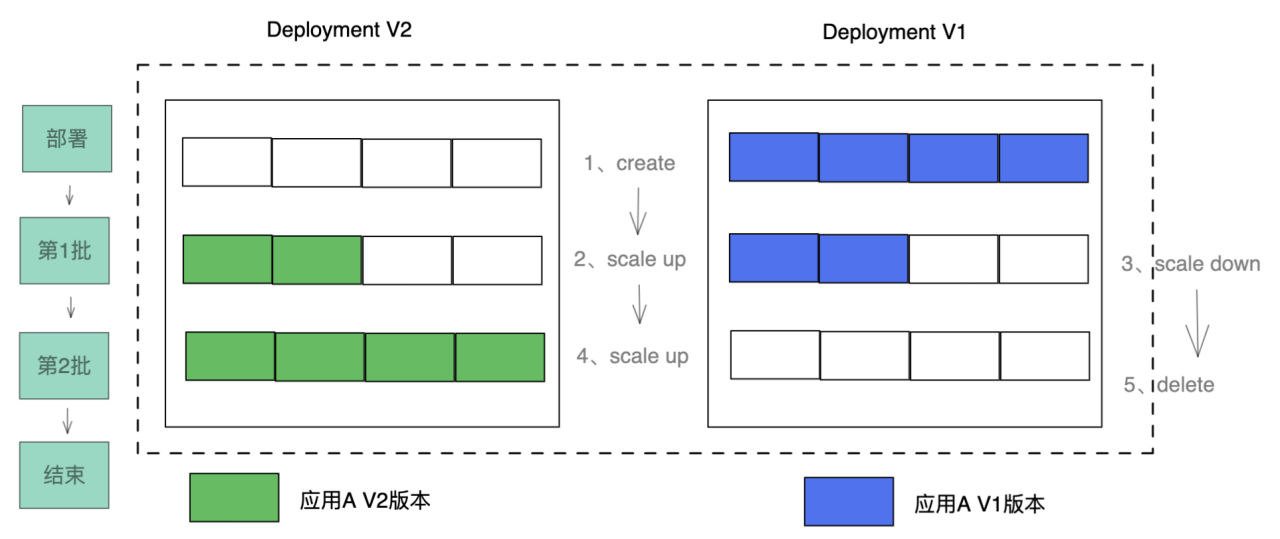 Deployment V2
Deployment V1
部署
第1批
第2批
结束
1、create
2、scale up
4、scale up
3、scale down
5、delete
应用A V2版本
应用A V1版本